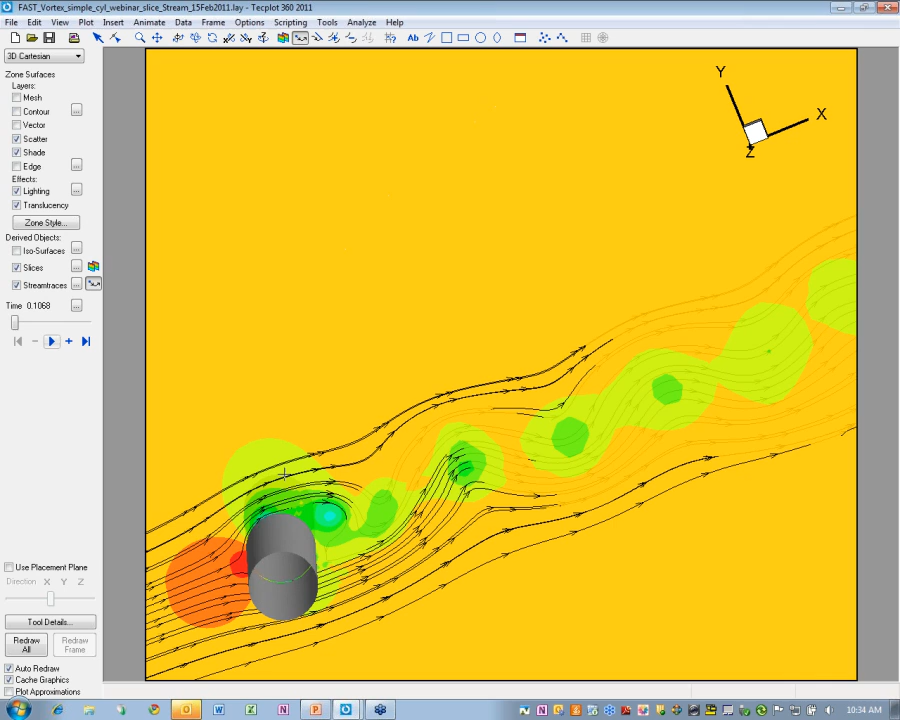 FAST_Vortex_simple_cyl_webinar_slice_Stream_15Feb2011.lay - Tecplot 360 2011
File Edit View Plot Insert Animate Data Frame Options Scripting Tools Analyze Help
3D Cartesian
Zone Surfaces
Layers:
Mesh
Contour
Vector
Scatter
Shade
Edge
Effects:
Lighting
Translucency
Zone Style...
Derived Objects:
Iso-Surfaces
Slices
Streamtraces
Time 0.1068
Use Placement Plane
Direction X Y Z
Tool Details...
Redraw All
Redraw Frame
Auto Redraw
Cache Graphics
Plot Approximations
Y
X
Z
10:34 AM